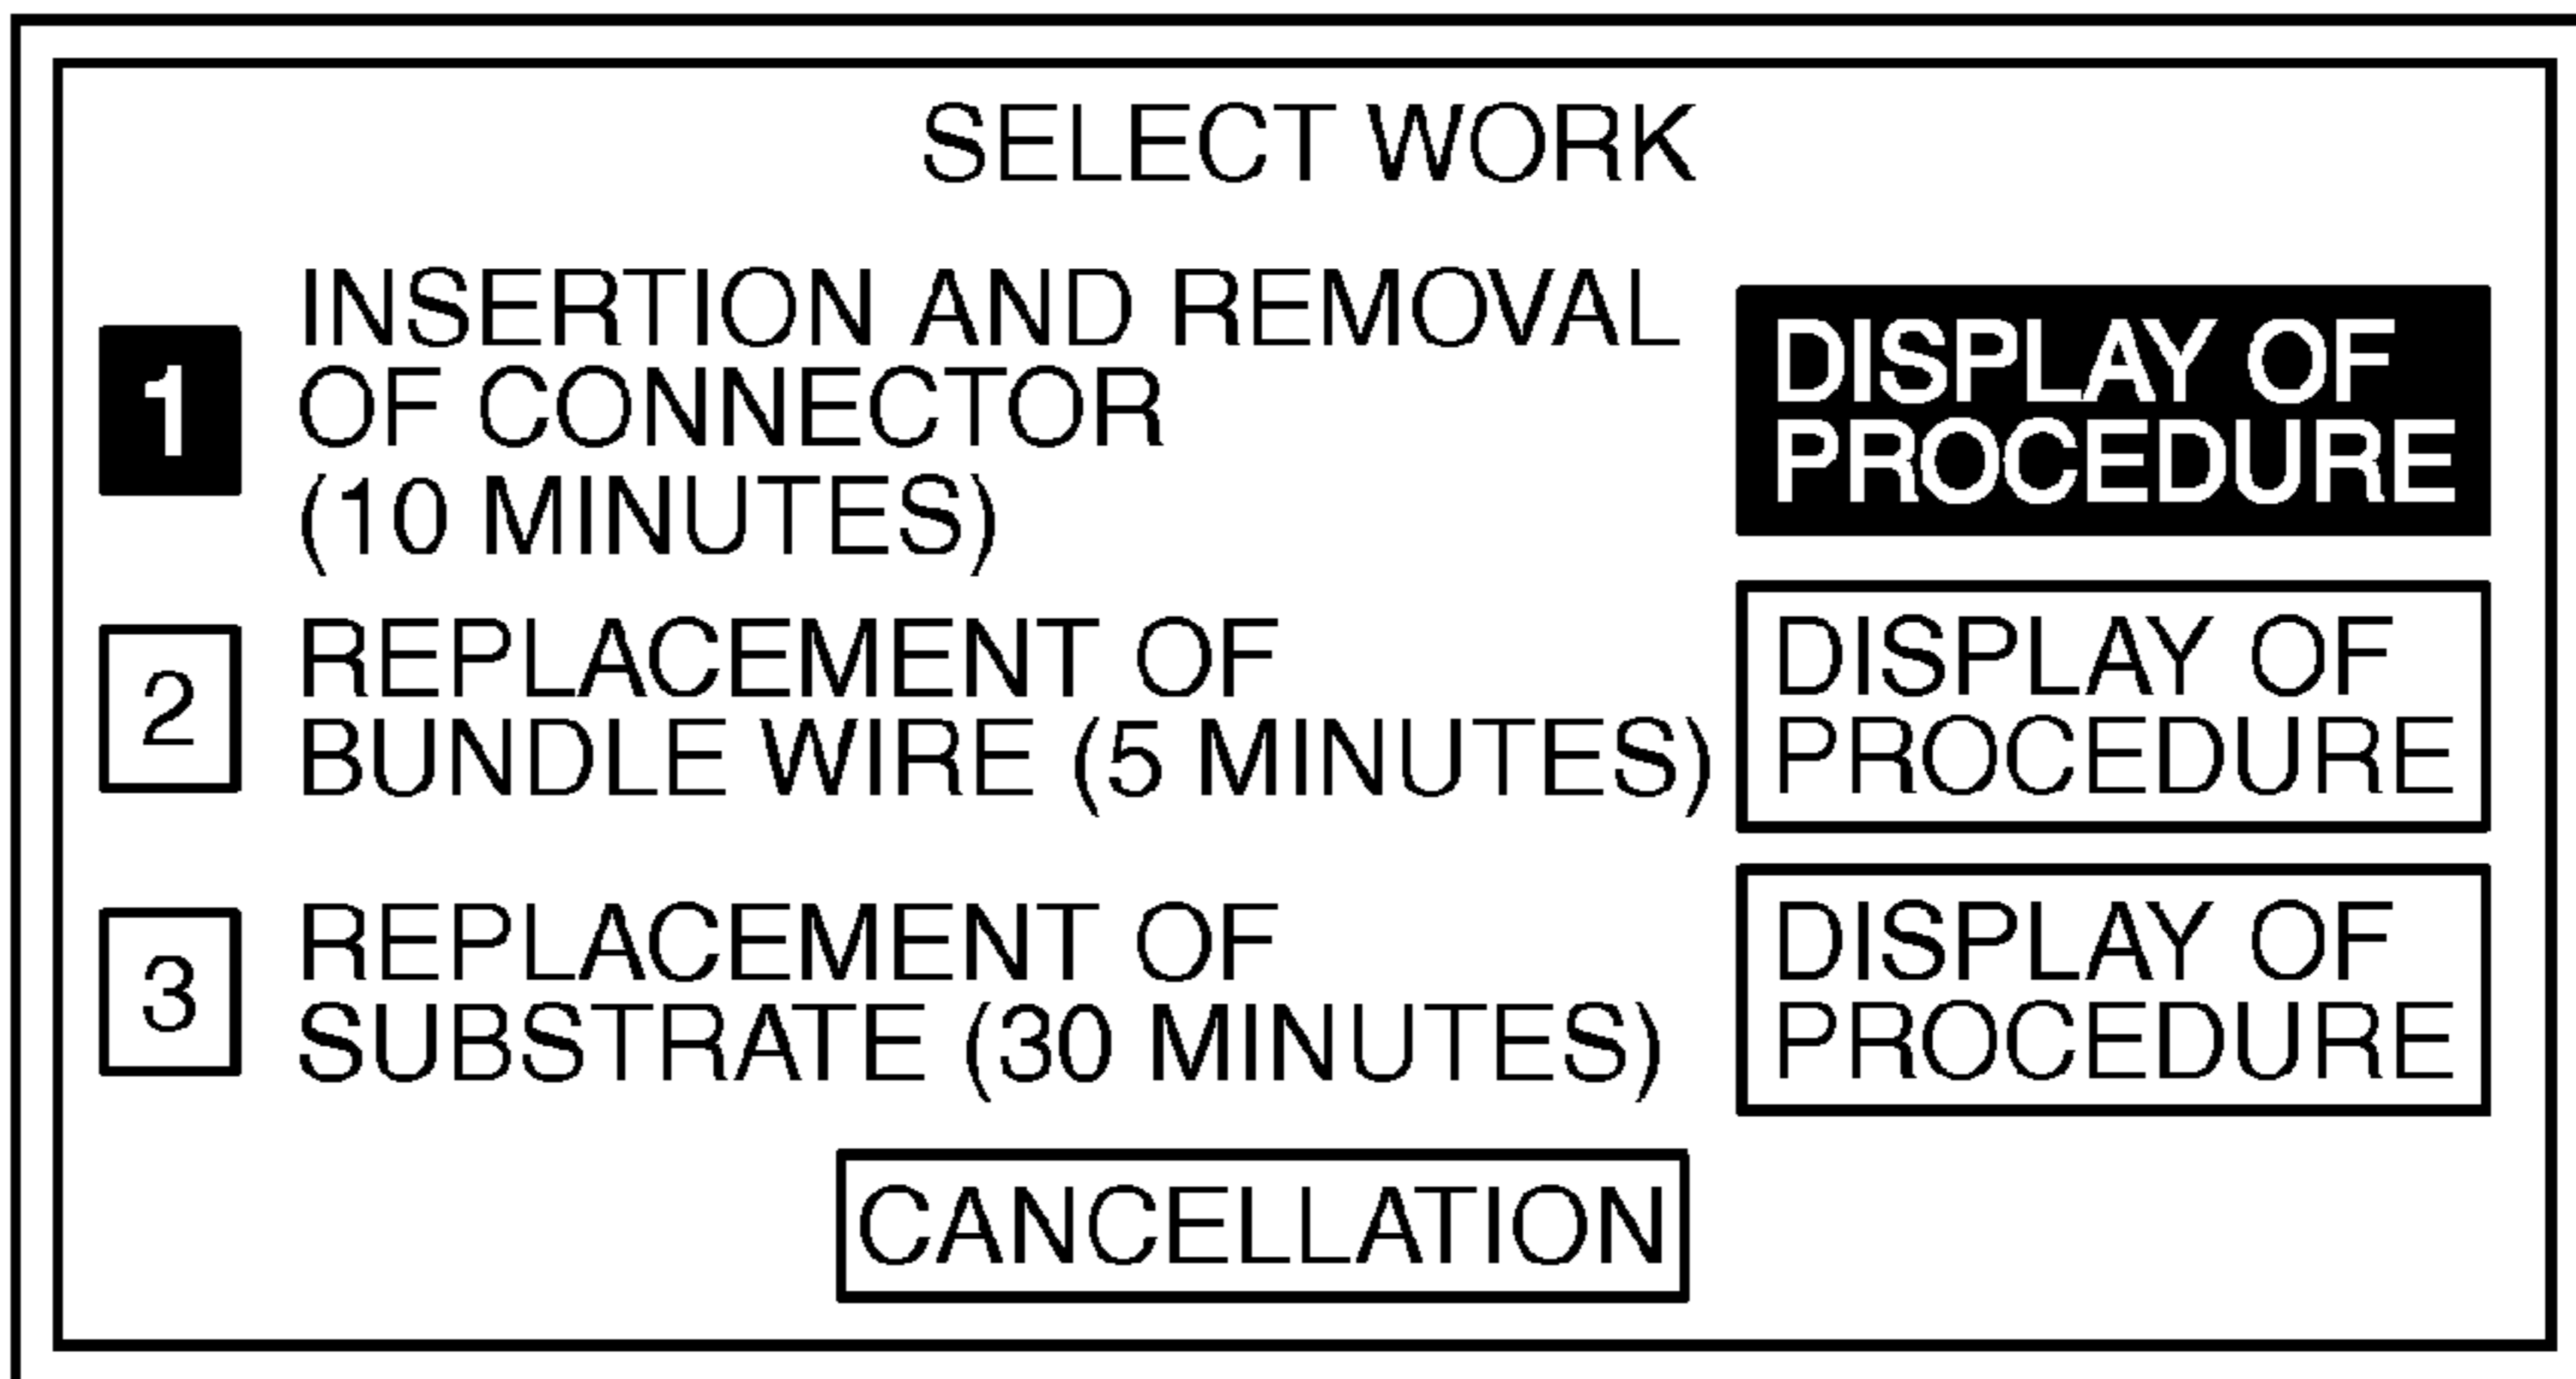 SELECT WORK
1
INSERTION AND REMOVAL
OF CONNECTOR
(10 MINUTES)
DISPLAY OF
PROCEDURE
2
REPLACEMENT OF
BUNDLE WIRE (5 MINUTES)
DISPLAY OF
PROCEDURE
3
REPLACEMENT OF
SUBSTRATE (30 MINUTES)
DISPLAY OF
PROCEDURE
CANCELLATION